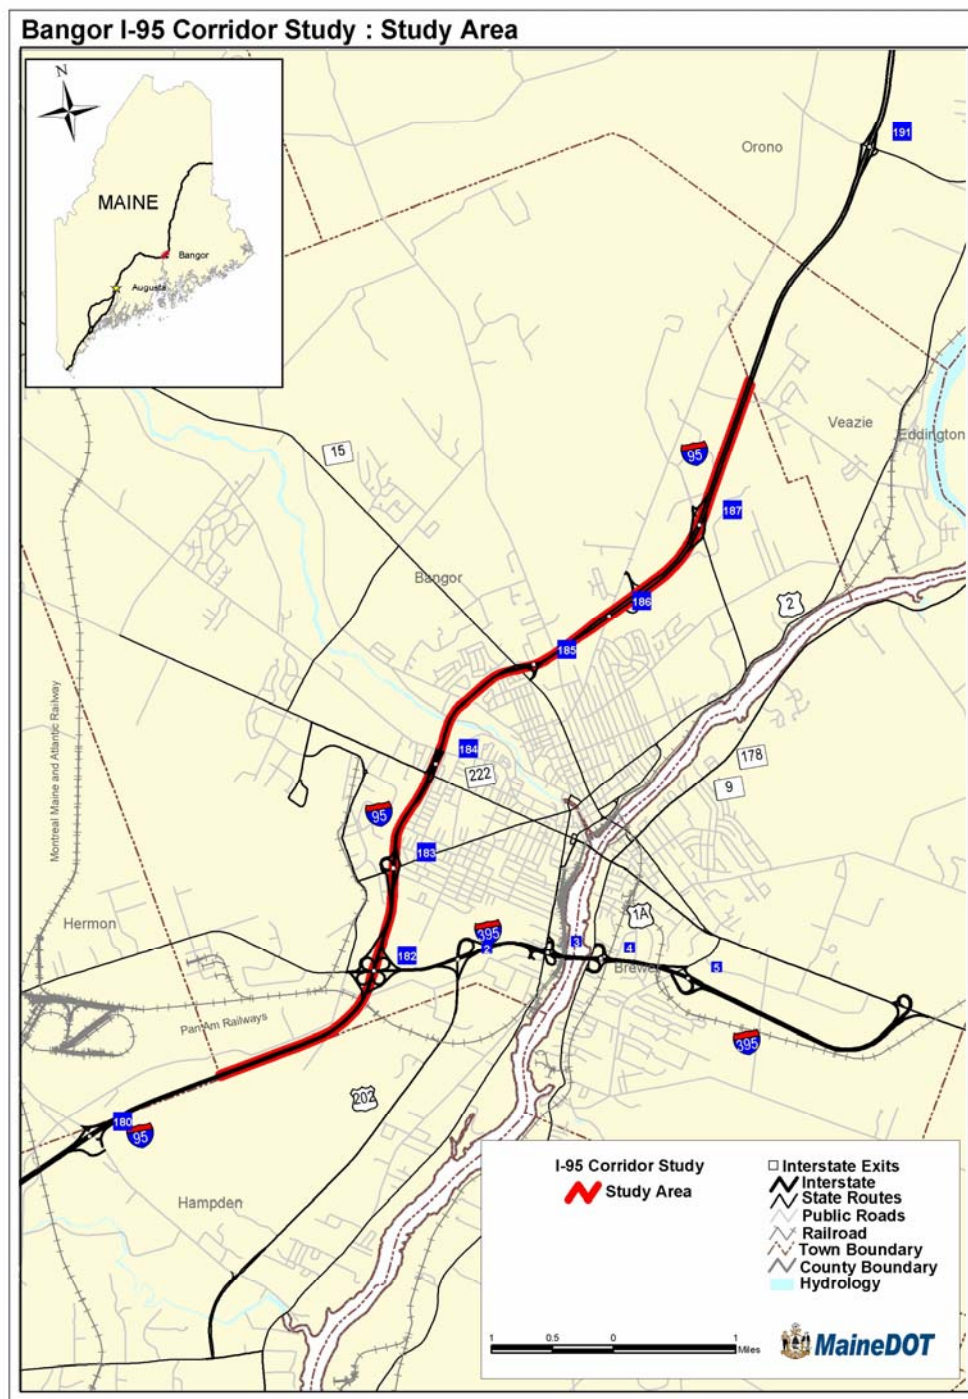 Bangor I-95 Corridor Study : Study Area
N
MAINE
Bangor
Augusta
191
Orono
15
95
Veazie
Eddington
187
Bangor
186
2
185
Montreal Maine and Atlantic Railway
184
222
178
9
95
183
Hermon
1A
395
182
2
3
4
Brewer
5
Pan Am Railways
395
202
180
95
Hampden
I-95 Corridor Study
Study Area
Interstate Exits
Interstate
State Routes
Public Roads
Railroad
Town Boundary
County Boundary
Hydrology
1 0.5 0 1
Miles
MaineDOT